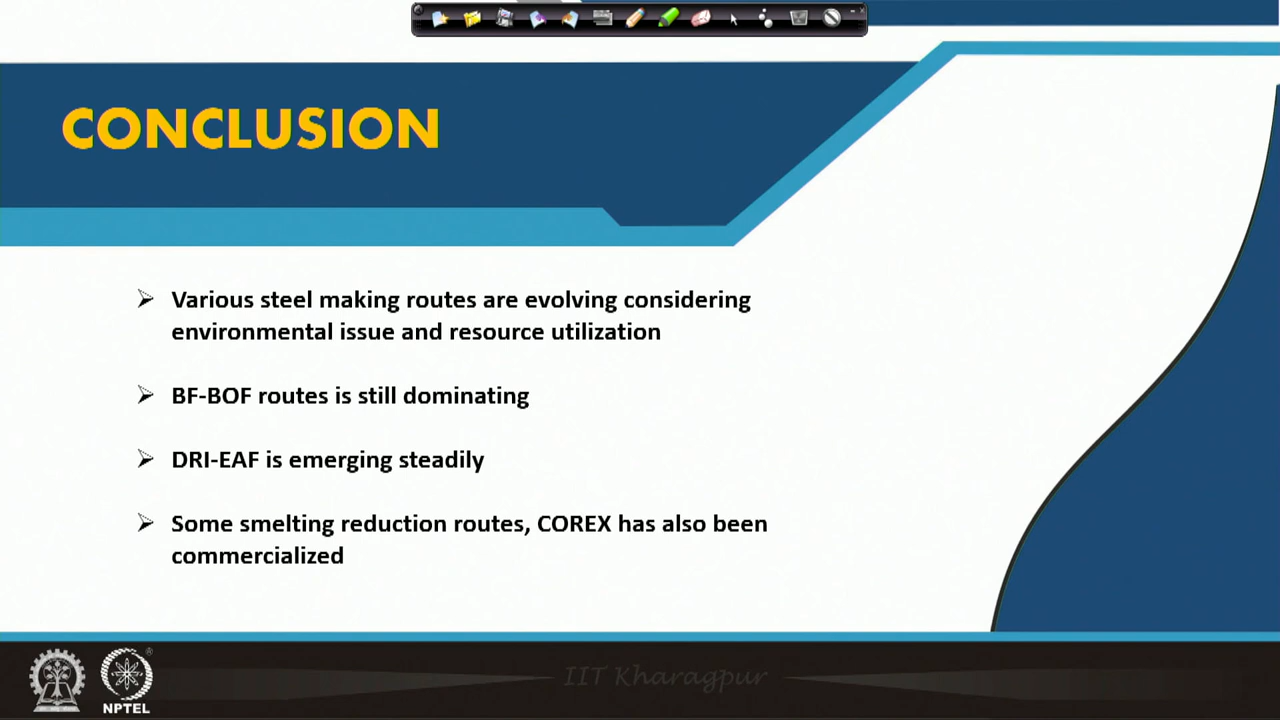 CONCLUSION
Various steel making routes are evolving considering
environmental issue and resource utilization
BF-BOF routes is still dominating
DRI-EAF is emerging steadily
Some smelting reduction routes, COREX has also been
commercialized
IIT Kharagpur
NPTEL